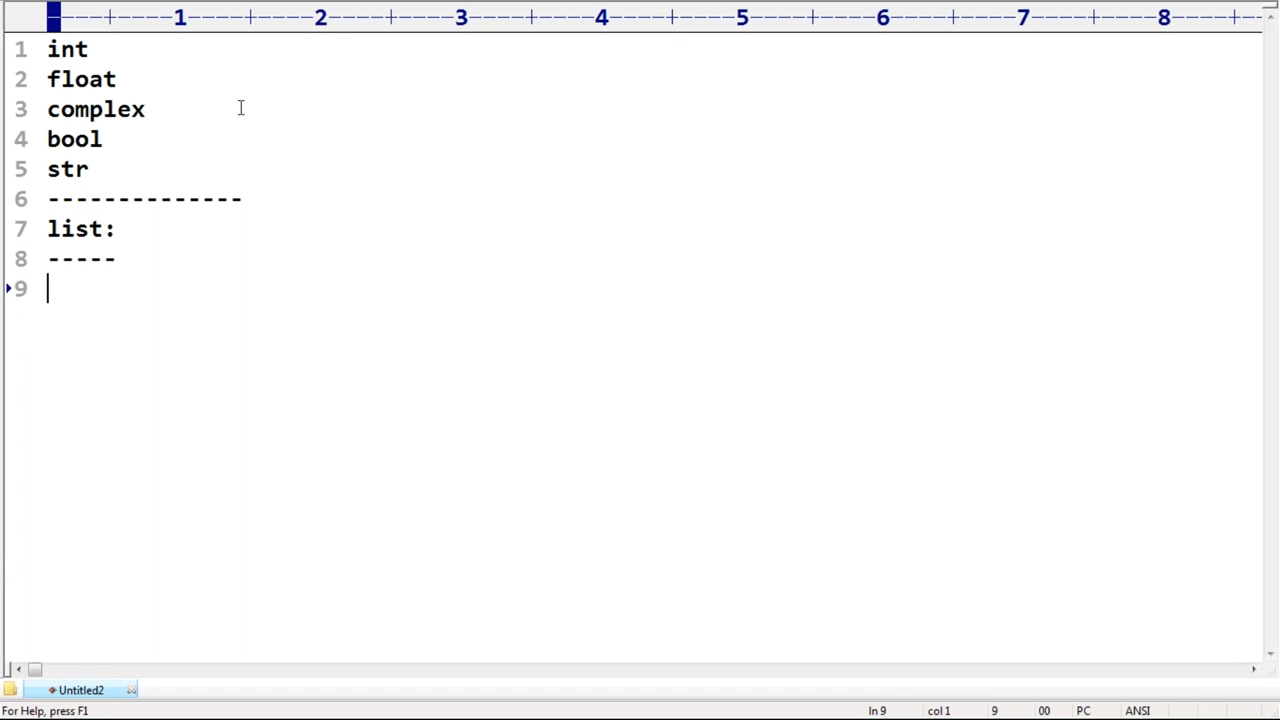 1 2 3 4 5 6 7 8
1 int
2 float
3 complex
4 bool
5 str
6 --------------
7 list:
8 -----
9
Untitled2
For Help, press F1 ln 9 col 1 9 00 PC ANSI